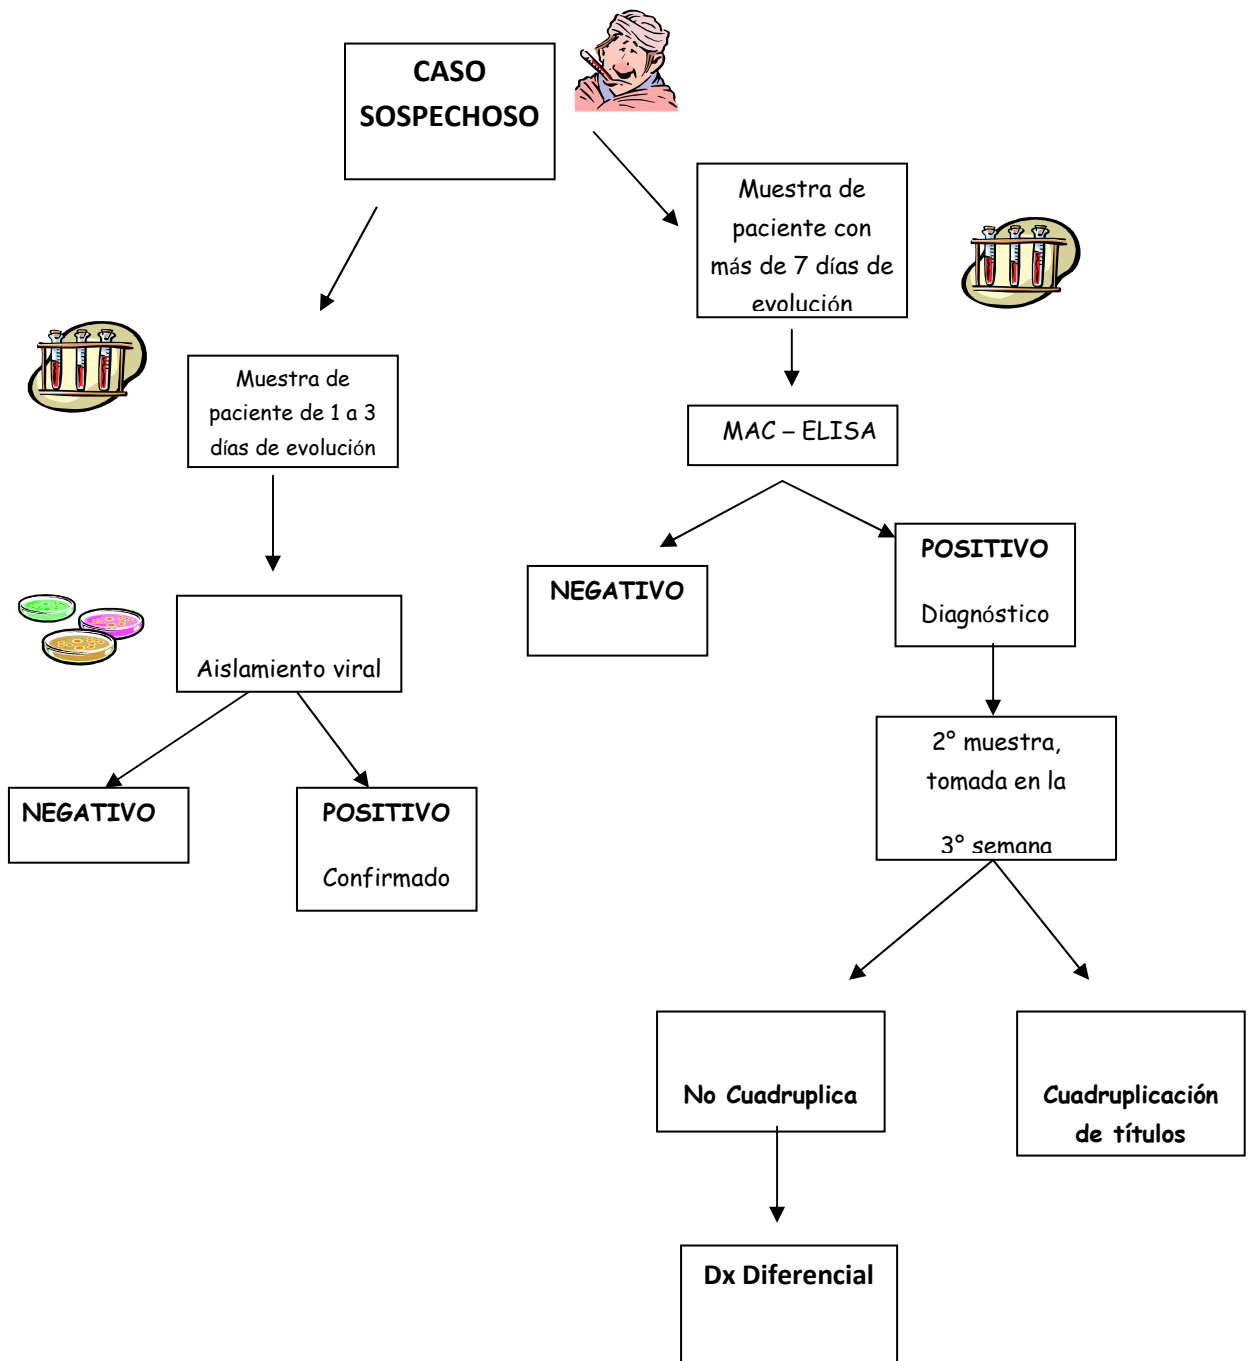 CASO
SOSPECHOSO
Muestra de
paciente con
más de 7 días de
evolución
Muestra de
paciente de 1 a 3
días de evolución
MAC – ELISA
POSITIVO
Diagnóstico
NEGATIVO
Aislamiento viral
2° muestra,
tomada en la
3° semana
NEGATIVO
POSITIVO
Confirmado
No Cuadruplica
Cuadruplicación
de títulos
Dx Diferencial